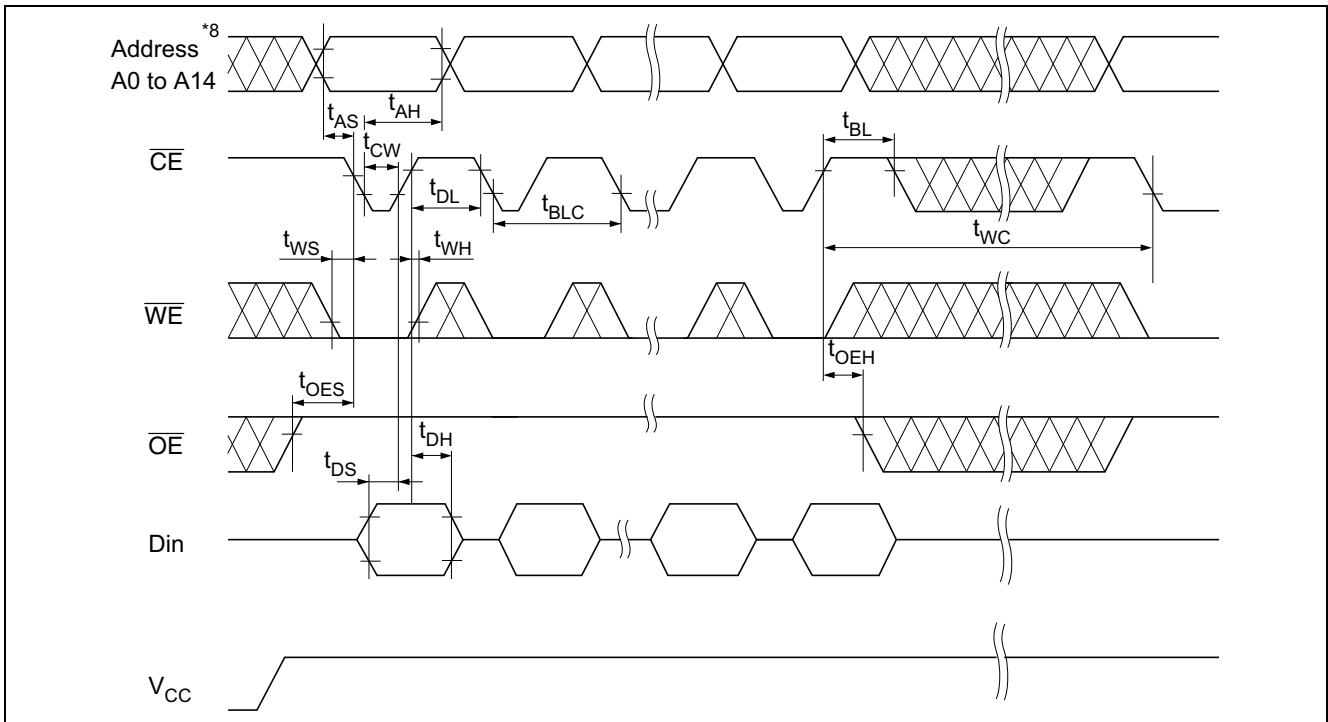 Address *8
A0 to A14
tAS
tAH
tBL
CE
tCW
tDL
tBLC
tWC
tWS
tWH
WE
tOEH
tOES
OE
tDH
tDS
Din
VCC